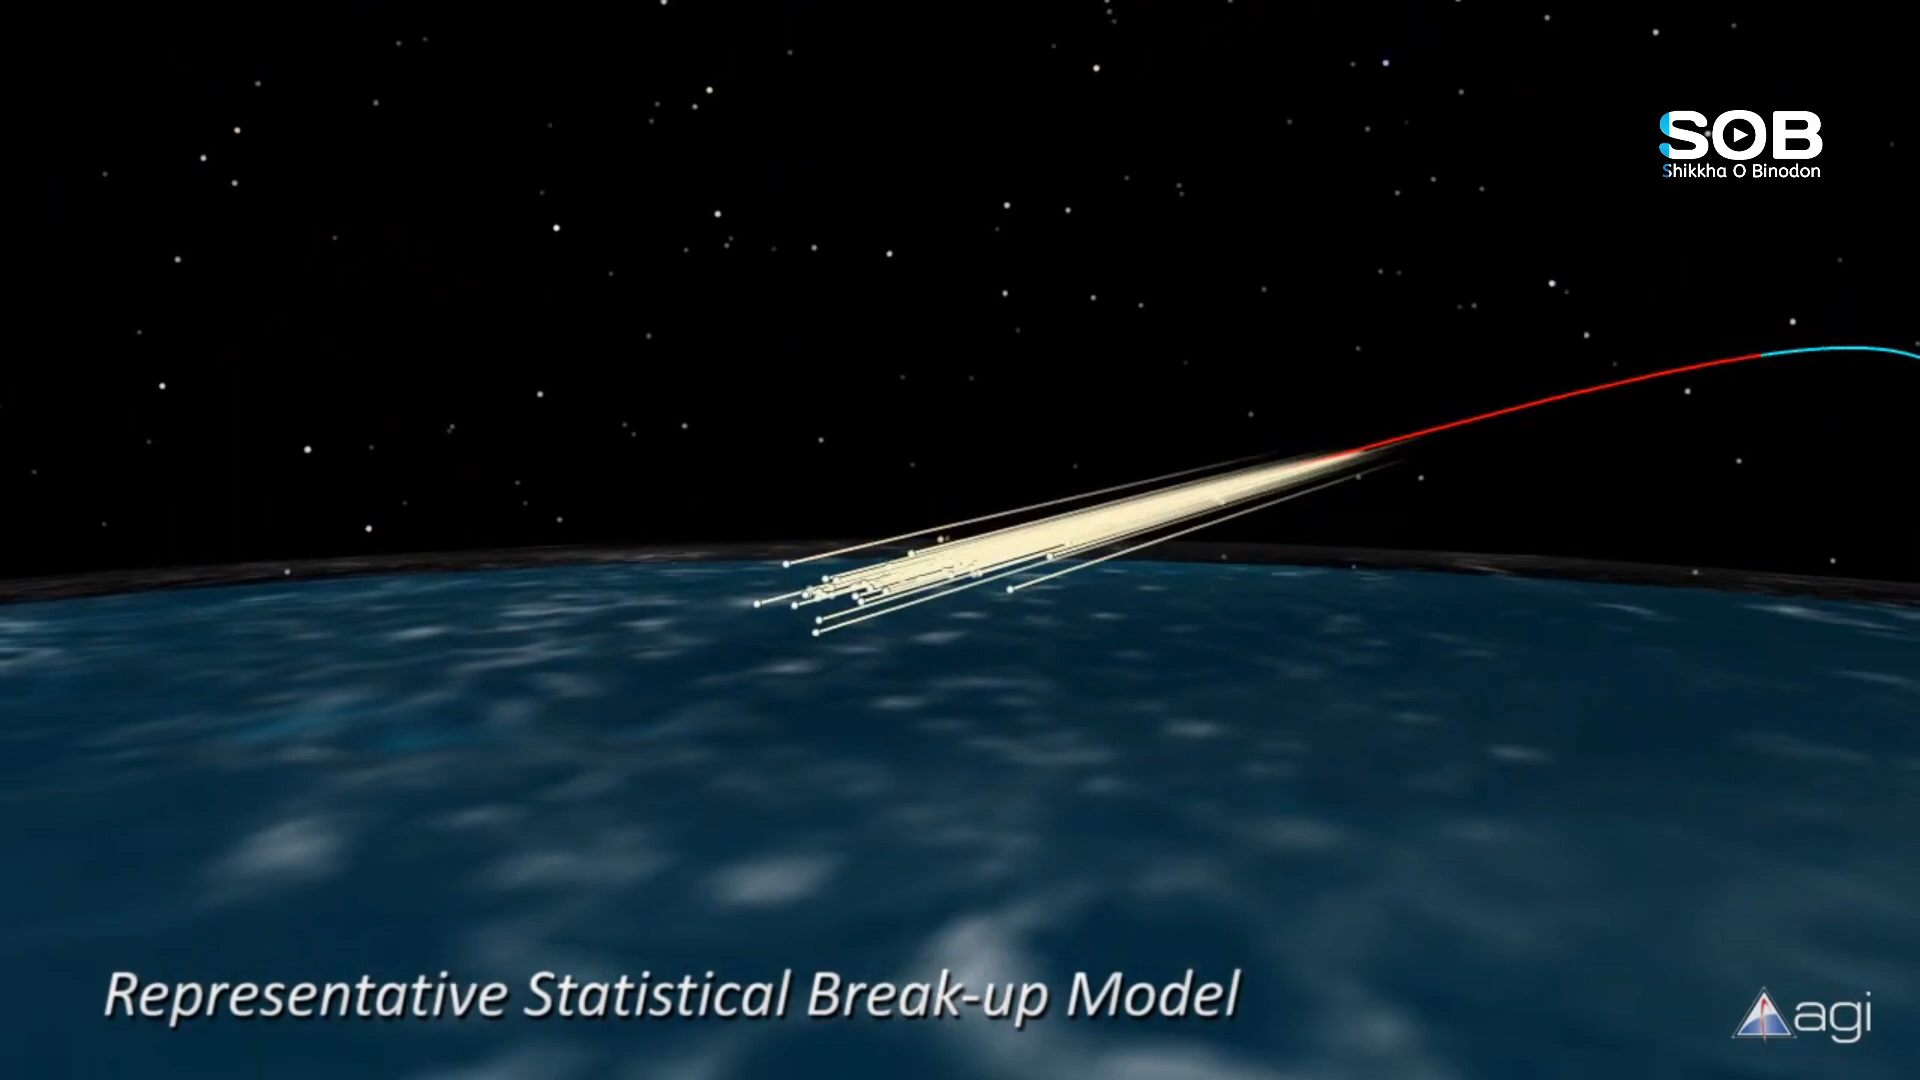 SOB
Shikkha O Binodon
Representative Statistical Break-up Model
agi